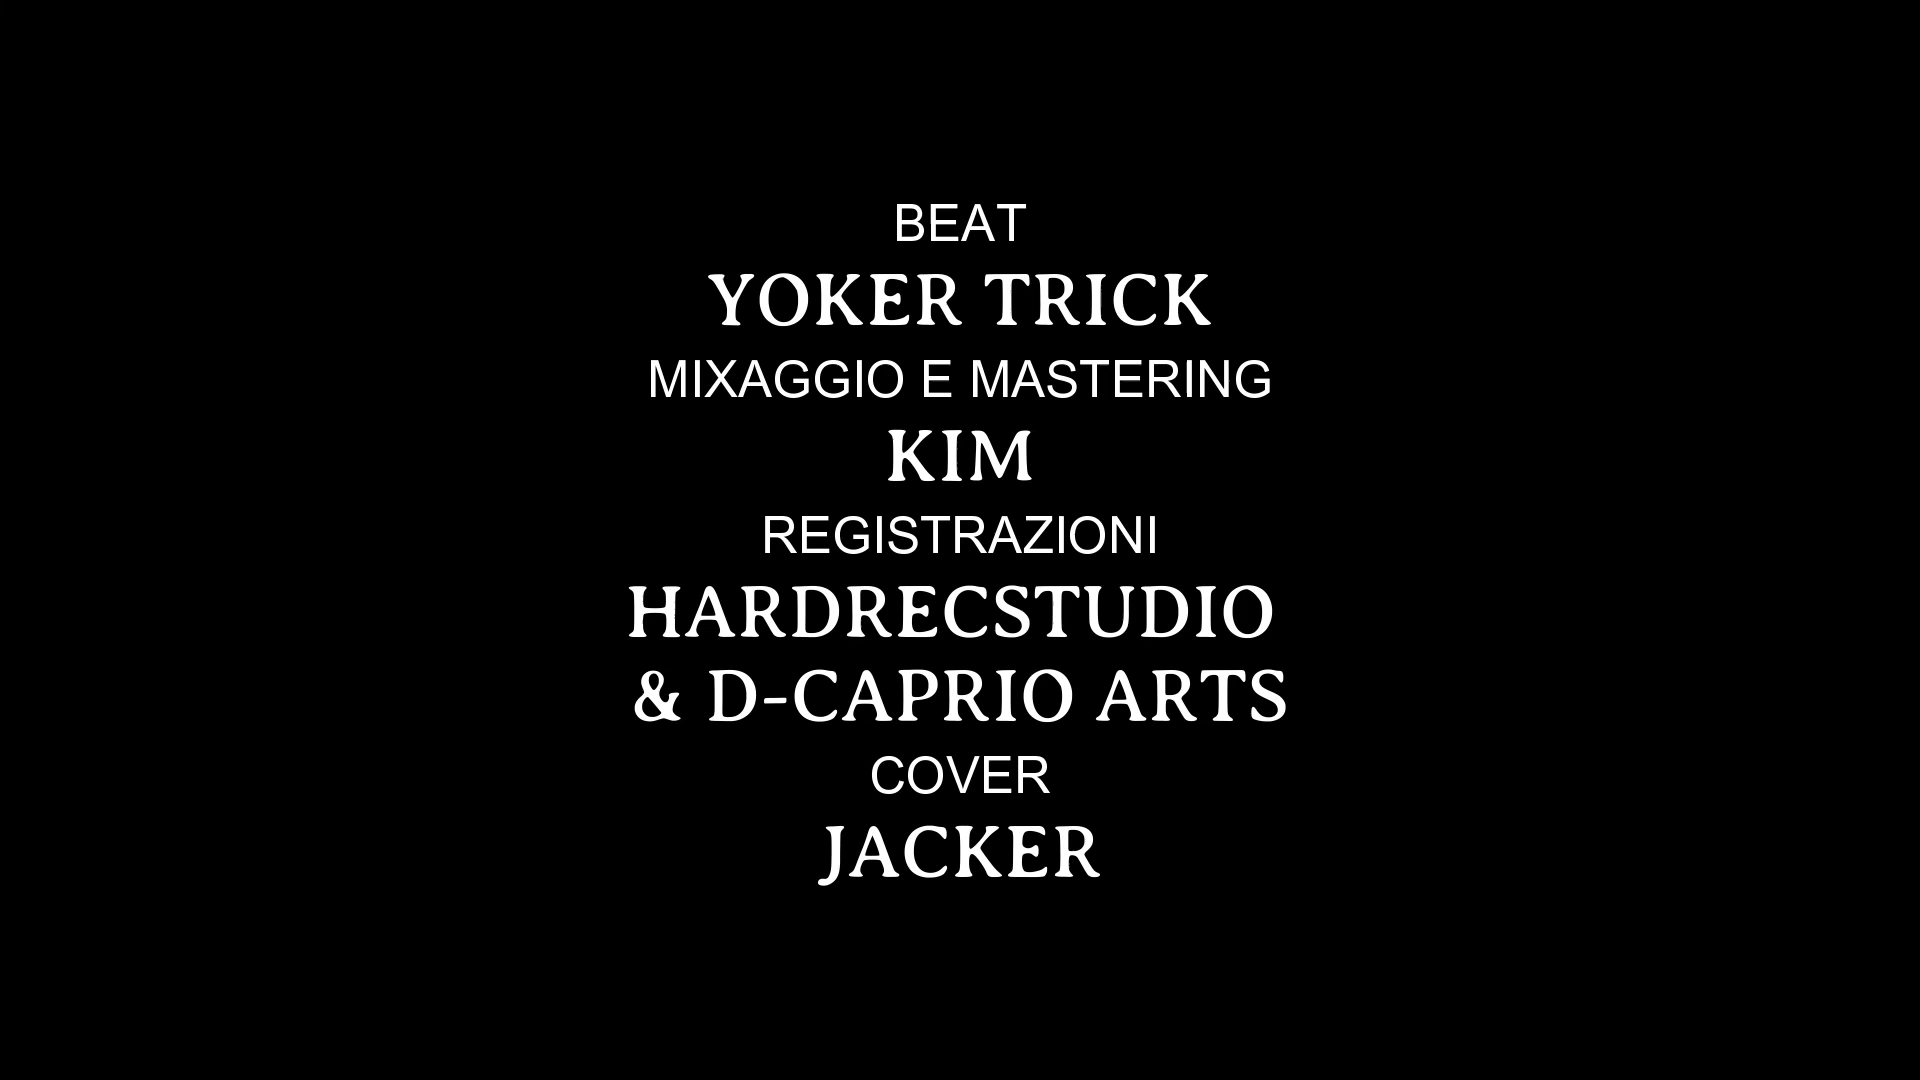 BEAT
YOKER TRICK
MIXAGGIO E MASTERING
KIM
REGISTRAZIONI
HARDRECSTUDIO
& D-CAPRIO ARTS
COVER
JACKER